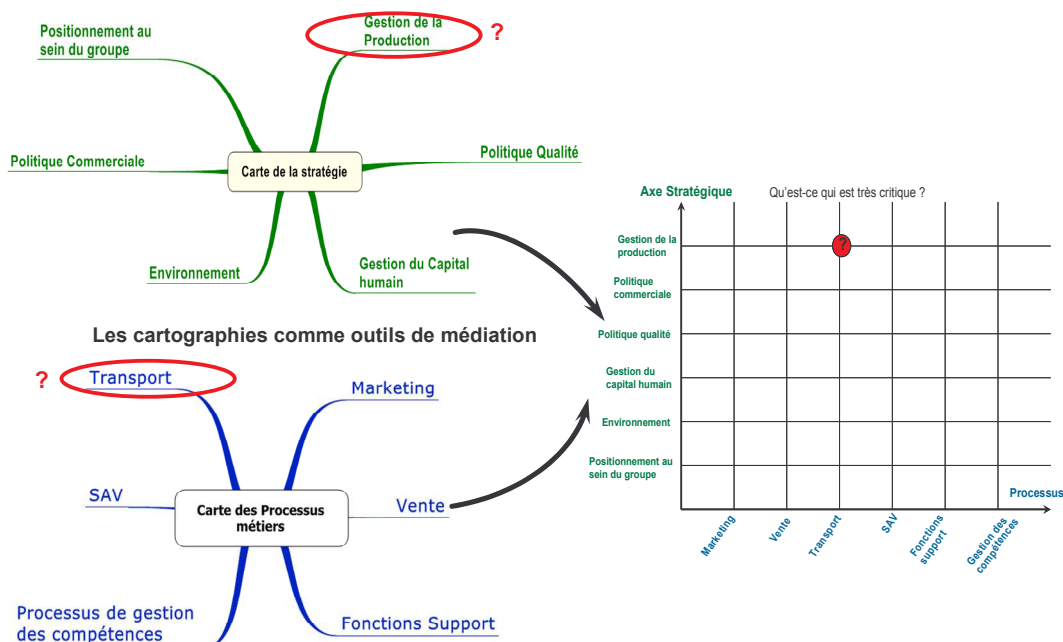 Gestion de la
Production
?
Positionnement au
sein du groupe
Politique Commerciale
Carte de la stratégie
Politique Qualité
Environnement
Gestion du Capital
humain
Les cartographies comme outils de médiation
?
Transport
Marketing
SAV
Carte des Processus
métiers
Vente
Processus de gestion
des compétences
Fonctions Support
Axe Stratégique
Qu'est-ce qui est très critique ?
Gestion de la
production
?
Politique
commerciale
Politique qualité
Gestion du
capital humain
Environnement
Positionnement au
sein du groupe
Processus
Marketing
Vente
Transport
SAV
Fonctions
support
Gestion des
compétences